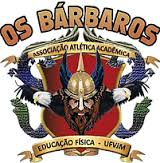 OS BÁRBAROS
ASSOCIAÇÃO ATLÉTICA ACADÊMICA
EDUCAÇÃO FÍSICA - UFVJM